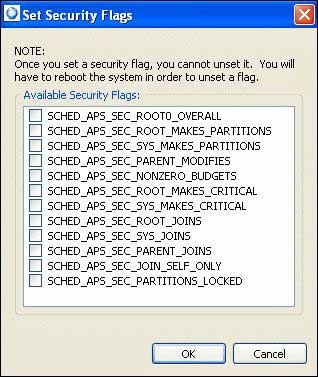 Set Security Flags
NOTE:
Once you set a security flag, you cannot unset it.  You will
have to reboot the system in order to unset a flag.
Available Security Flags:
SCHED_APS_SEC_ROOT0_OVERALL
SCHED_APS_SEC_ROOT_MAKES_PARTITIONS
SCHED_APS_SEC_SYS_MAKES_PARTITIONS
SCHED_APS_SEC_PARENT_MODIFIES
SCHED_APS_SEC_NONZERO_BUDGETS
SCHED_APS_SEC_ROOT_MAKES_CRITICAL
SCHED_APS_SEC_SYS_MAKES_CRITICAL
SCHED_APS_SEC_ROOT_JOINS
SCHED_APS_SEC_SYS_JOINS
SCHED_APS_SEC_PARENT_JOINS
SCHED_APS_SEC_JOIN_SELF_ONLY
SCHED_APS_SEC_PARTITIONS_LOCKED
OK
Cancel